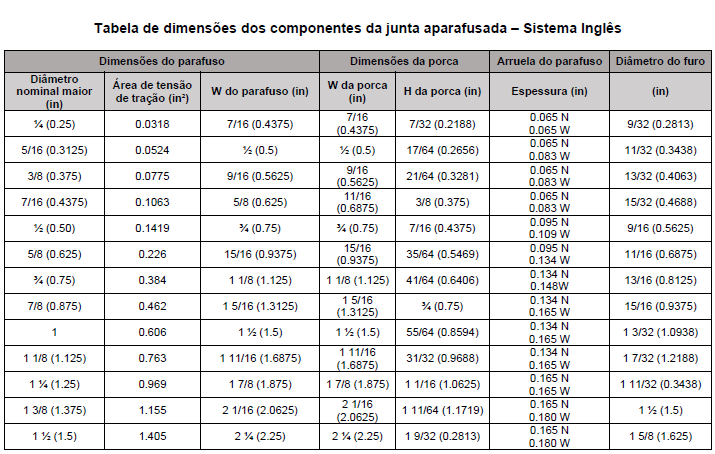 Tabela de dimensões dos componentes da junta aparafusada – Sistema Inglês
Dimensões do parafuso | Dimensões da porca | Arruela do parafuso | Diâmetro do furo
Diâmetro nominal maior (in) | Área de tensão de tração (in²) | W do parafuso (in) | W da porca (in) | H da porca (in) | Espessura (in) | (in)
¼ (0.25) | 0.0318 | 7/16 (0.4375) | 7/16 (0.4375) | 7/32 (0.2188) | 0.065 N 0.065 W | 9/32 (0.2813)
5/16 (0.3125) | 0.0524 | ½ (0.5) | ½ (0.5) | 17/64 (0.2656) | 0.065 N 0.083 W | 11/32 (0.3438)
3/8 (0.375) | 0.0775 | 9/16 (0.5625) | 9/16 (0.5625) | 21/64 (0.3281) | 0.065 N 0.083 W | 13/32 (0.4063)
7/16 (0.4375) | 0.1063 | 5/8 (0.625) | 11/16 (0.6875) | 3/8 (0.375) | 0.065 N 0.083 W | 15/32 (0.4688)
½ (0.50) | 0.1419 | ¾ (0.75) | ¾ (0.75) | 7/16 (0.4375) | 0.095 N 0.109 W | 9/16 (0.5625)
5/8 (0.625) | 0.226 | 15/16 (0.9375) | 15/16 (0.9375) | 35/64 (0.5469) | 0.095 N 0.134 W | 11/16 (0.6875)
¾ (0.75) | 0.384 | 1 1/8 (1.125) | 1 1/8 (1.125) | 41/64 (0.6406) | 0.134 N 0.148W | 13/16 (0.8125)
7/8 (0.875) | 0.462 | 1 5/16 (1.3125) | 1 5/16 (1.3125) | ¾ (0.75) | 0.134 N 0.165 W | 15/16 (0.9375)
1 | 0.606 | 1 ½ (1.5) | 1 ½ (1.5) | 55/64 (0.8594) | 0.134 N 0.165 W | 1 3/32 (1.0938)
1 1/8 (1.125) | 0.763 | 1 11/16 (1.6875) | 1 11/16 (1.6875) | 31/32 (0.9688) | 0.134 N 0.165 W | 1 7/32 (1.2188)
1 ¼ (1.25) | 0.969 | 1 7/8 (1.875) | 1 7/8 (1.875) | 1 1/16 (1.0625) | 0.165 N 0.165 W | 1 11/32 (0.3438)
1 3/8 (1.375) | 1.155 | 2 1/16 (2.0625) | 2 1/16 (2.0625) | 1 11/64 (1.1719) | 0.165 N 0.180 W | 1 ½ (1.5)
1 ½ (1.5) | 1.405 | 2 ¼ (2.25) | 2 ¼ (2.25) | 1 9/32 (0.2813) | 0.165 N 0.180 W | 1 5/8 (1.625)